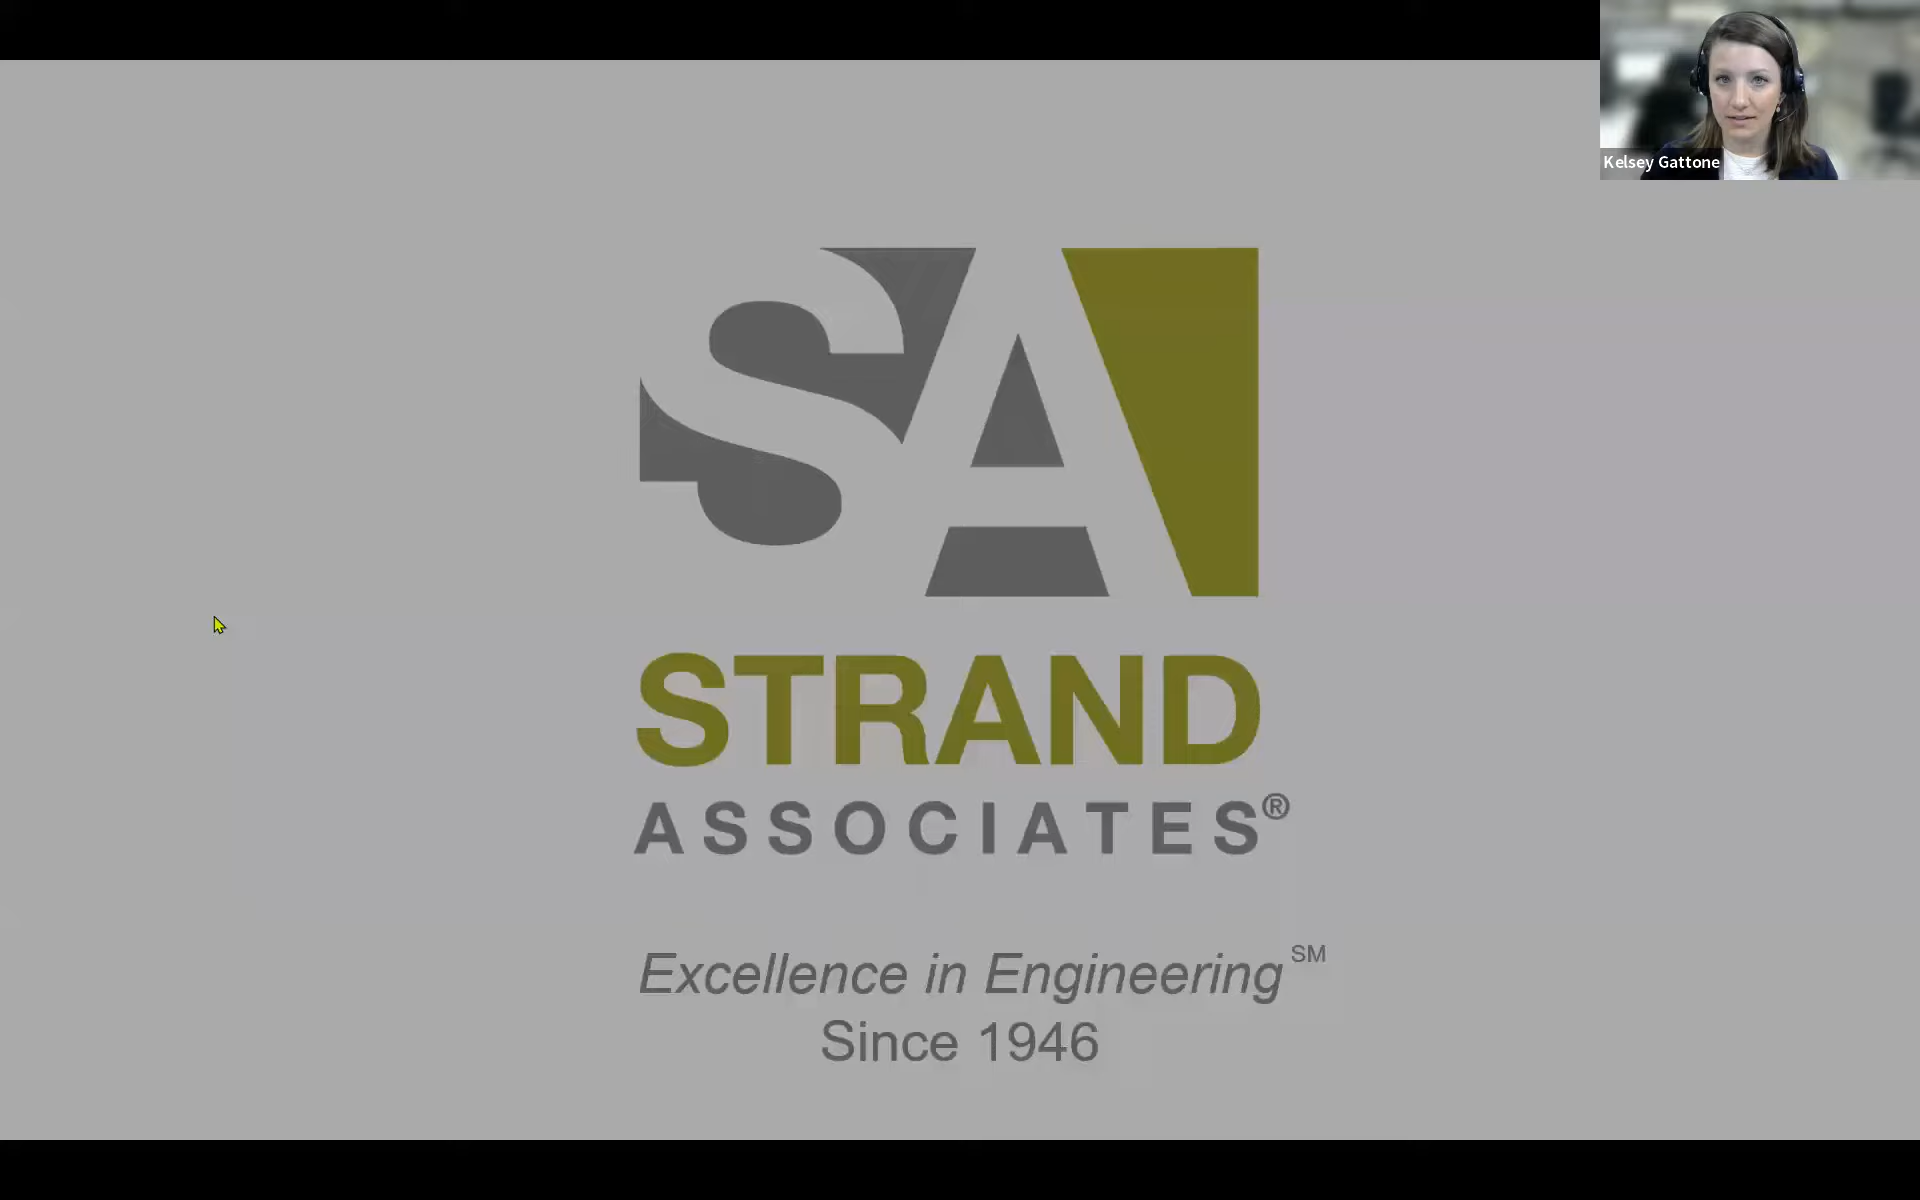 Kelsey Gattone
SA
STRAND
ASSOCIATES®
Excellence in Engineering℠
Since 1946